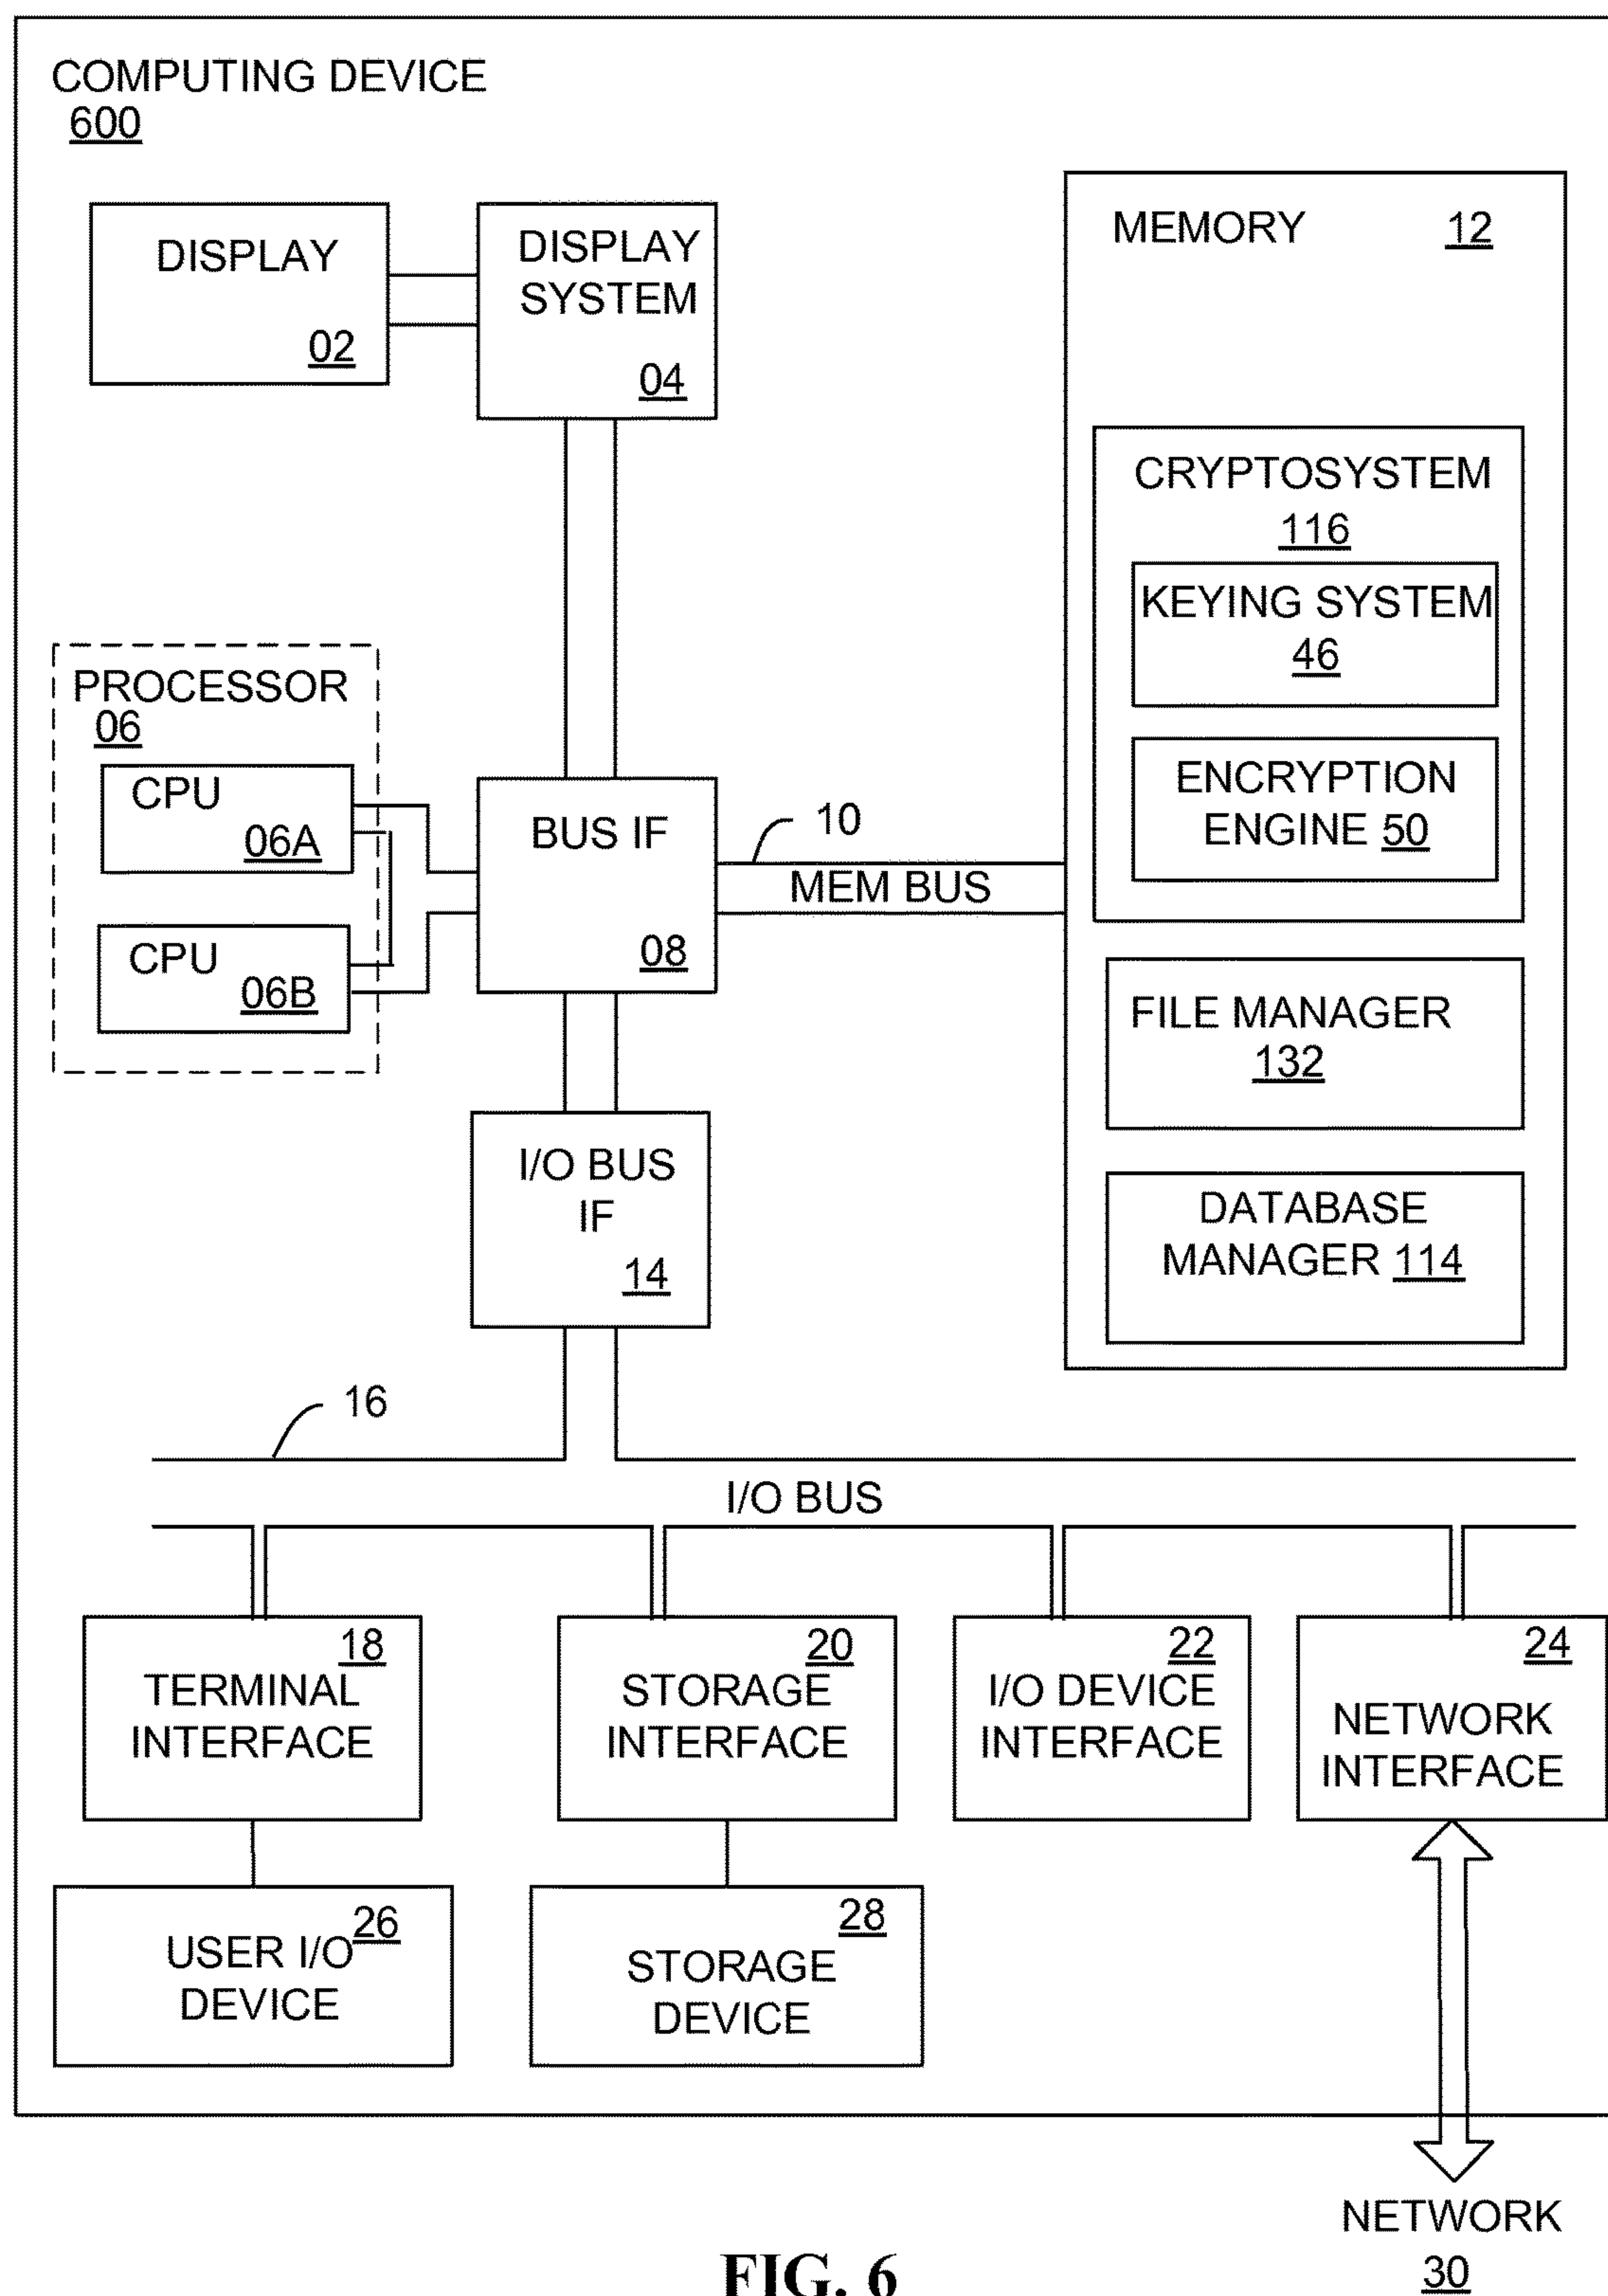 COMPUTING DEVICE
600
DISPLAY
02
DISPLAY
SYSTEM
04
MEMORY 12
CRYPTOSYSTEM
116
KEYING SYSTEM
46
ENCRYPTION
ENGINE 50
PROCESSOR
06
CPU
06A
CPU
06B
BUS IF
08
10
MEM BUS
FILE MANAGER
132
I/O BUS
IF
14
DATABASE
MANAGER 114
16
I/O BUS
18
TERMINAL
INTERFACE
20
STORAGE
INTERFACE
22
I/O DEVICE
INTERFACE
24
NETWORK
INTERFACE
26
USER I/O
DEVICE
28
STORAGE
DEVICE
NETWORK
30
FIG. 6